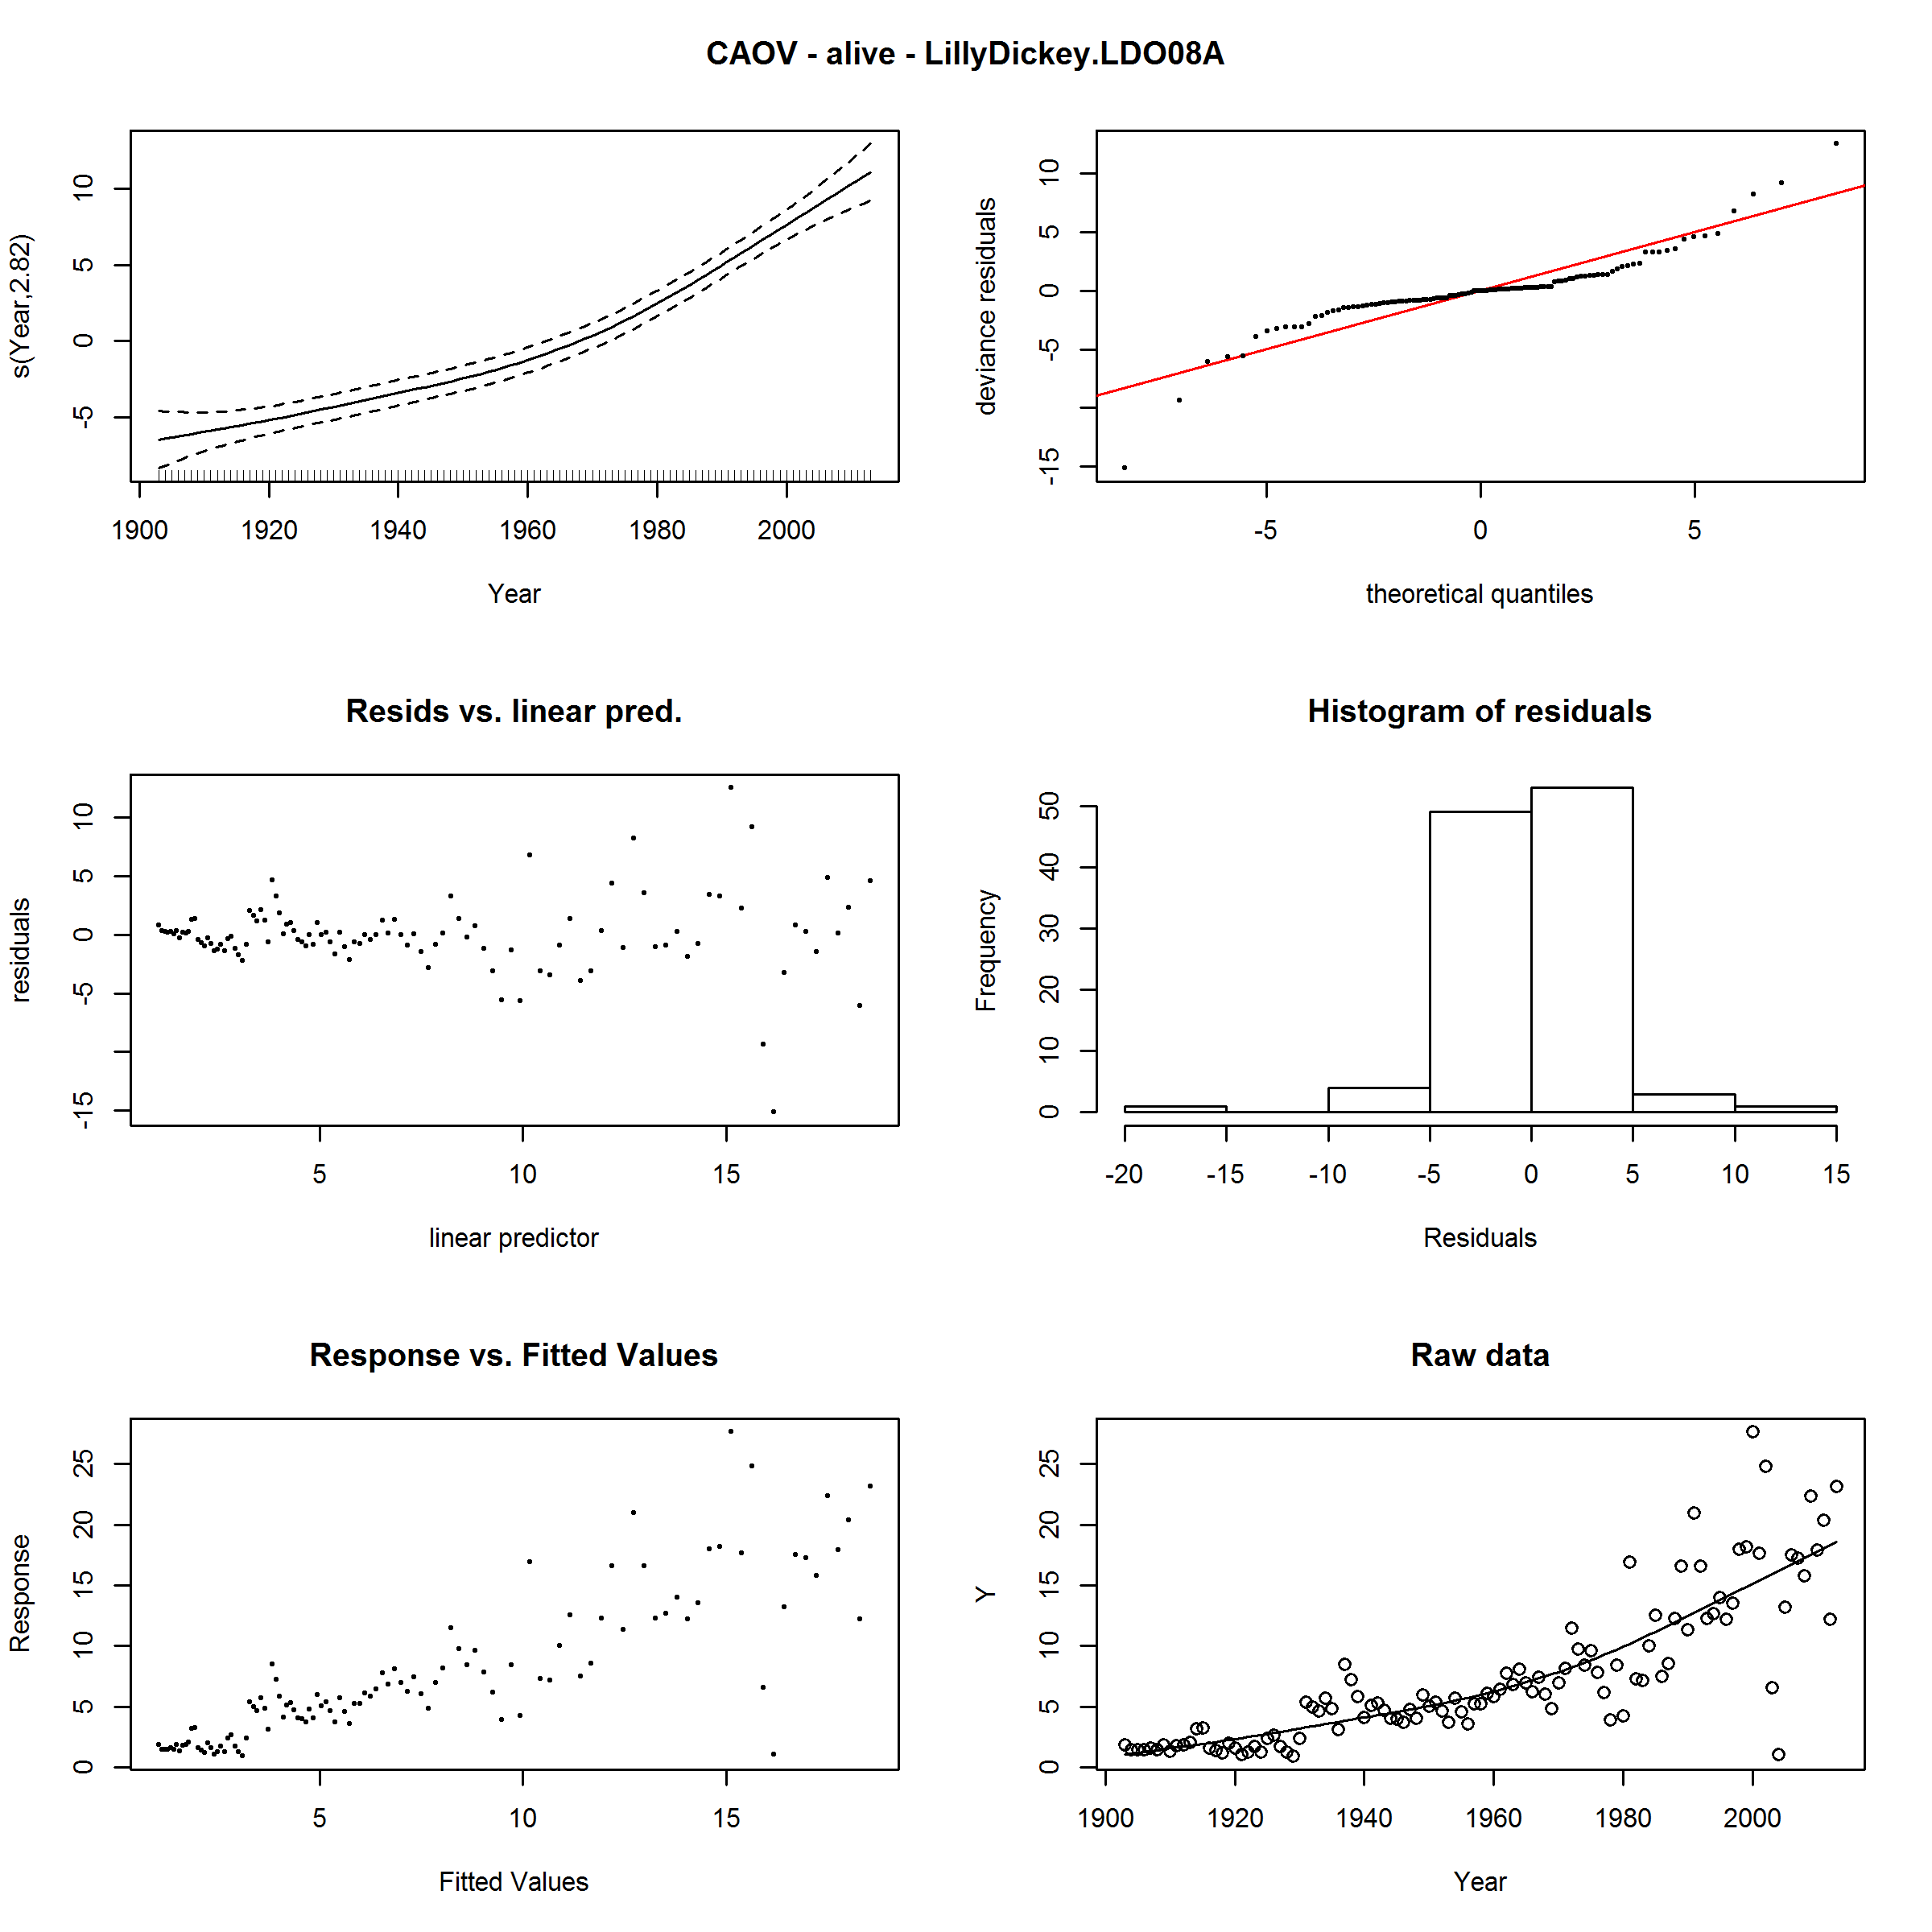 CAOV - alive - LillyDickey.LDO08A
s(Year,2.82)
10
5
0
-5
1900 1920 1940 1960 1980 2000
Year
deviance residuals
10
5
0
-5
-15
-5 0 5
theoretical quantiles
Resids vs. linear pred.
residuals
10
5
0
-5
-15
5 10 15
linear predictor
Histogram of residuals
Frequency
50
40
30
20
10
0
-20 -15 -10 -5 0 5 10 15
Residuals
Response vs. Fitted Values
Response
25
20
15
10
5
0
5 10 15
Fitted Values
Raw data
Y
25
20
15
10
5
0
1900 1920 1940 1960 1980 2000
Year